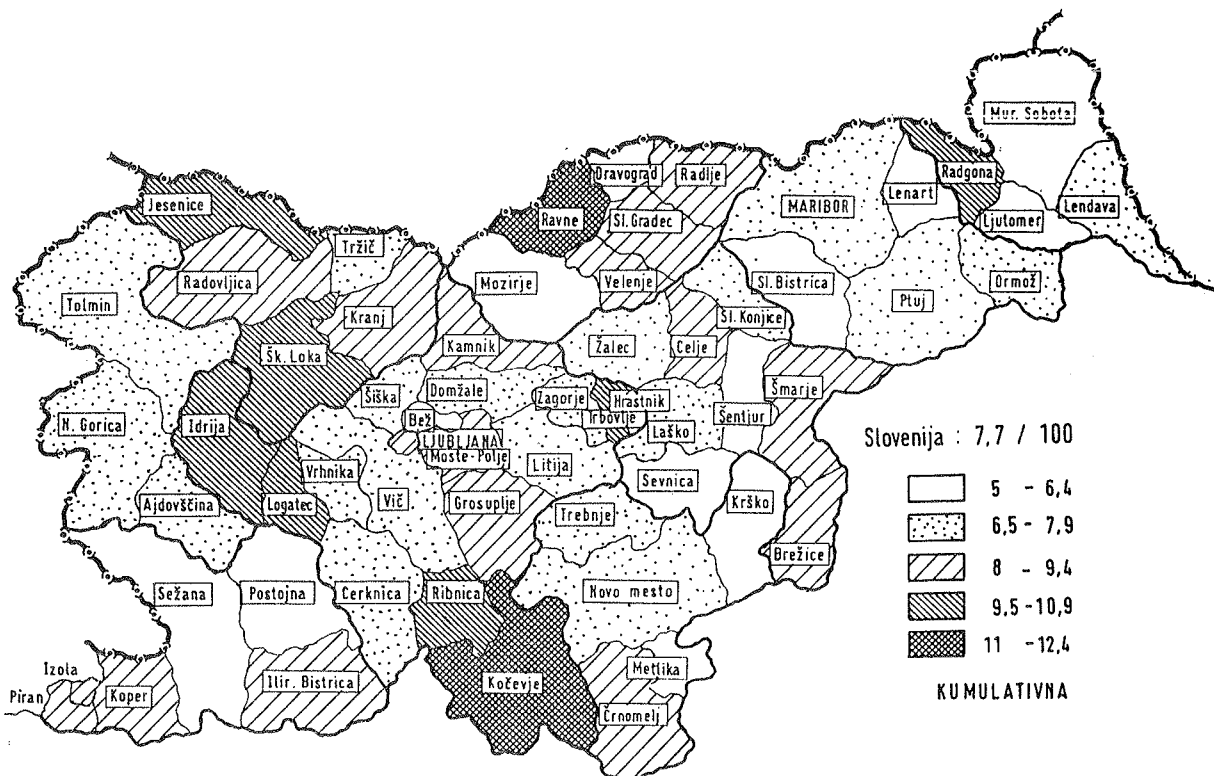 Mur. Sobota
Dravograd
Radlje
Radgona
Jesenice
Ravne
MARIBOR
Lenart
Lendava
Sl. Gradec
Ljutomer
Tržič
Radovljica
Mozirje
Velenje
Sl. Bistrica
Ormož
Tolmin
Ptuj
Kranj
Sl. Konjice
Kamnik
Žalec
Celje
Šk. Loka
Šmarje
Šiška
Domžale
Zagorje
Hrastnik
Bež
Trbovlje
Šentjur
N. Gorica
Idrija
LJUBLJANA
Laško
Moste-Polje
Vrhnika
Litija
Sevnica
Ajdovščina
Logatec
Vič
Grosuplje
Krško
Trebnje
Brežice
Sežana
Postojna
Cerknica
Ribnica
Novo mesto
Izola
Metlika
Piran
Koper
Ilir. Bistrica
Kočevje
Črnomelj
Slovenija : 7,7 / 100
5 - 6,4
6,5 - 7,9
8 - 9,4
9,5 - 10,9
11 - 12,4
KUMULATIVNA